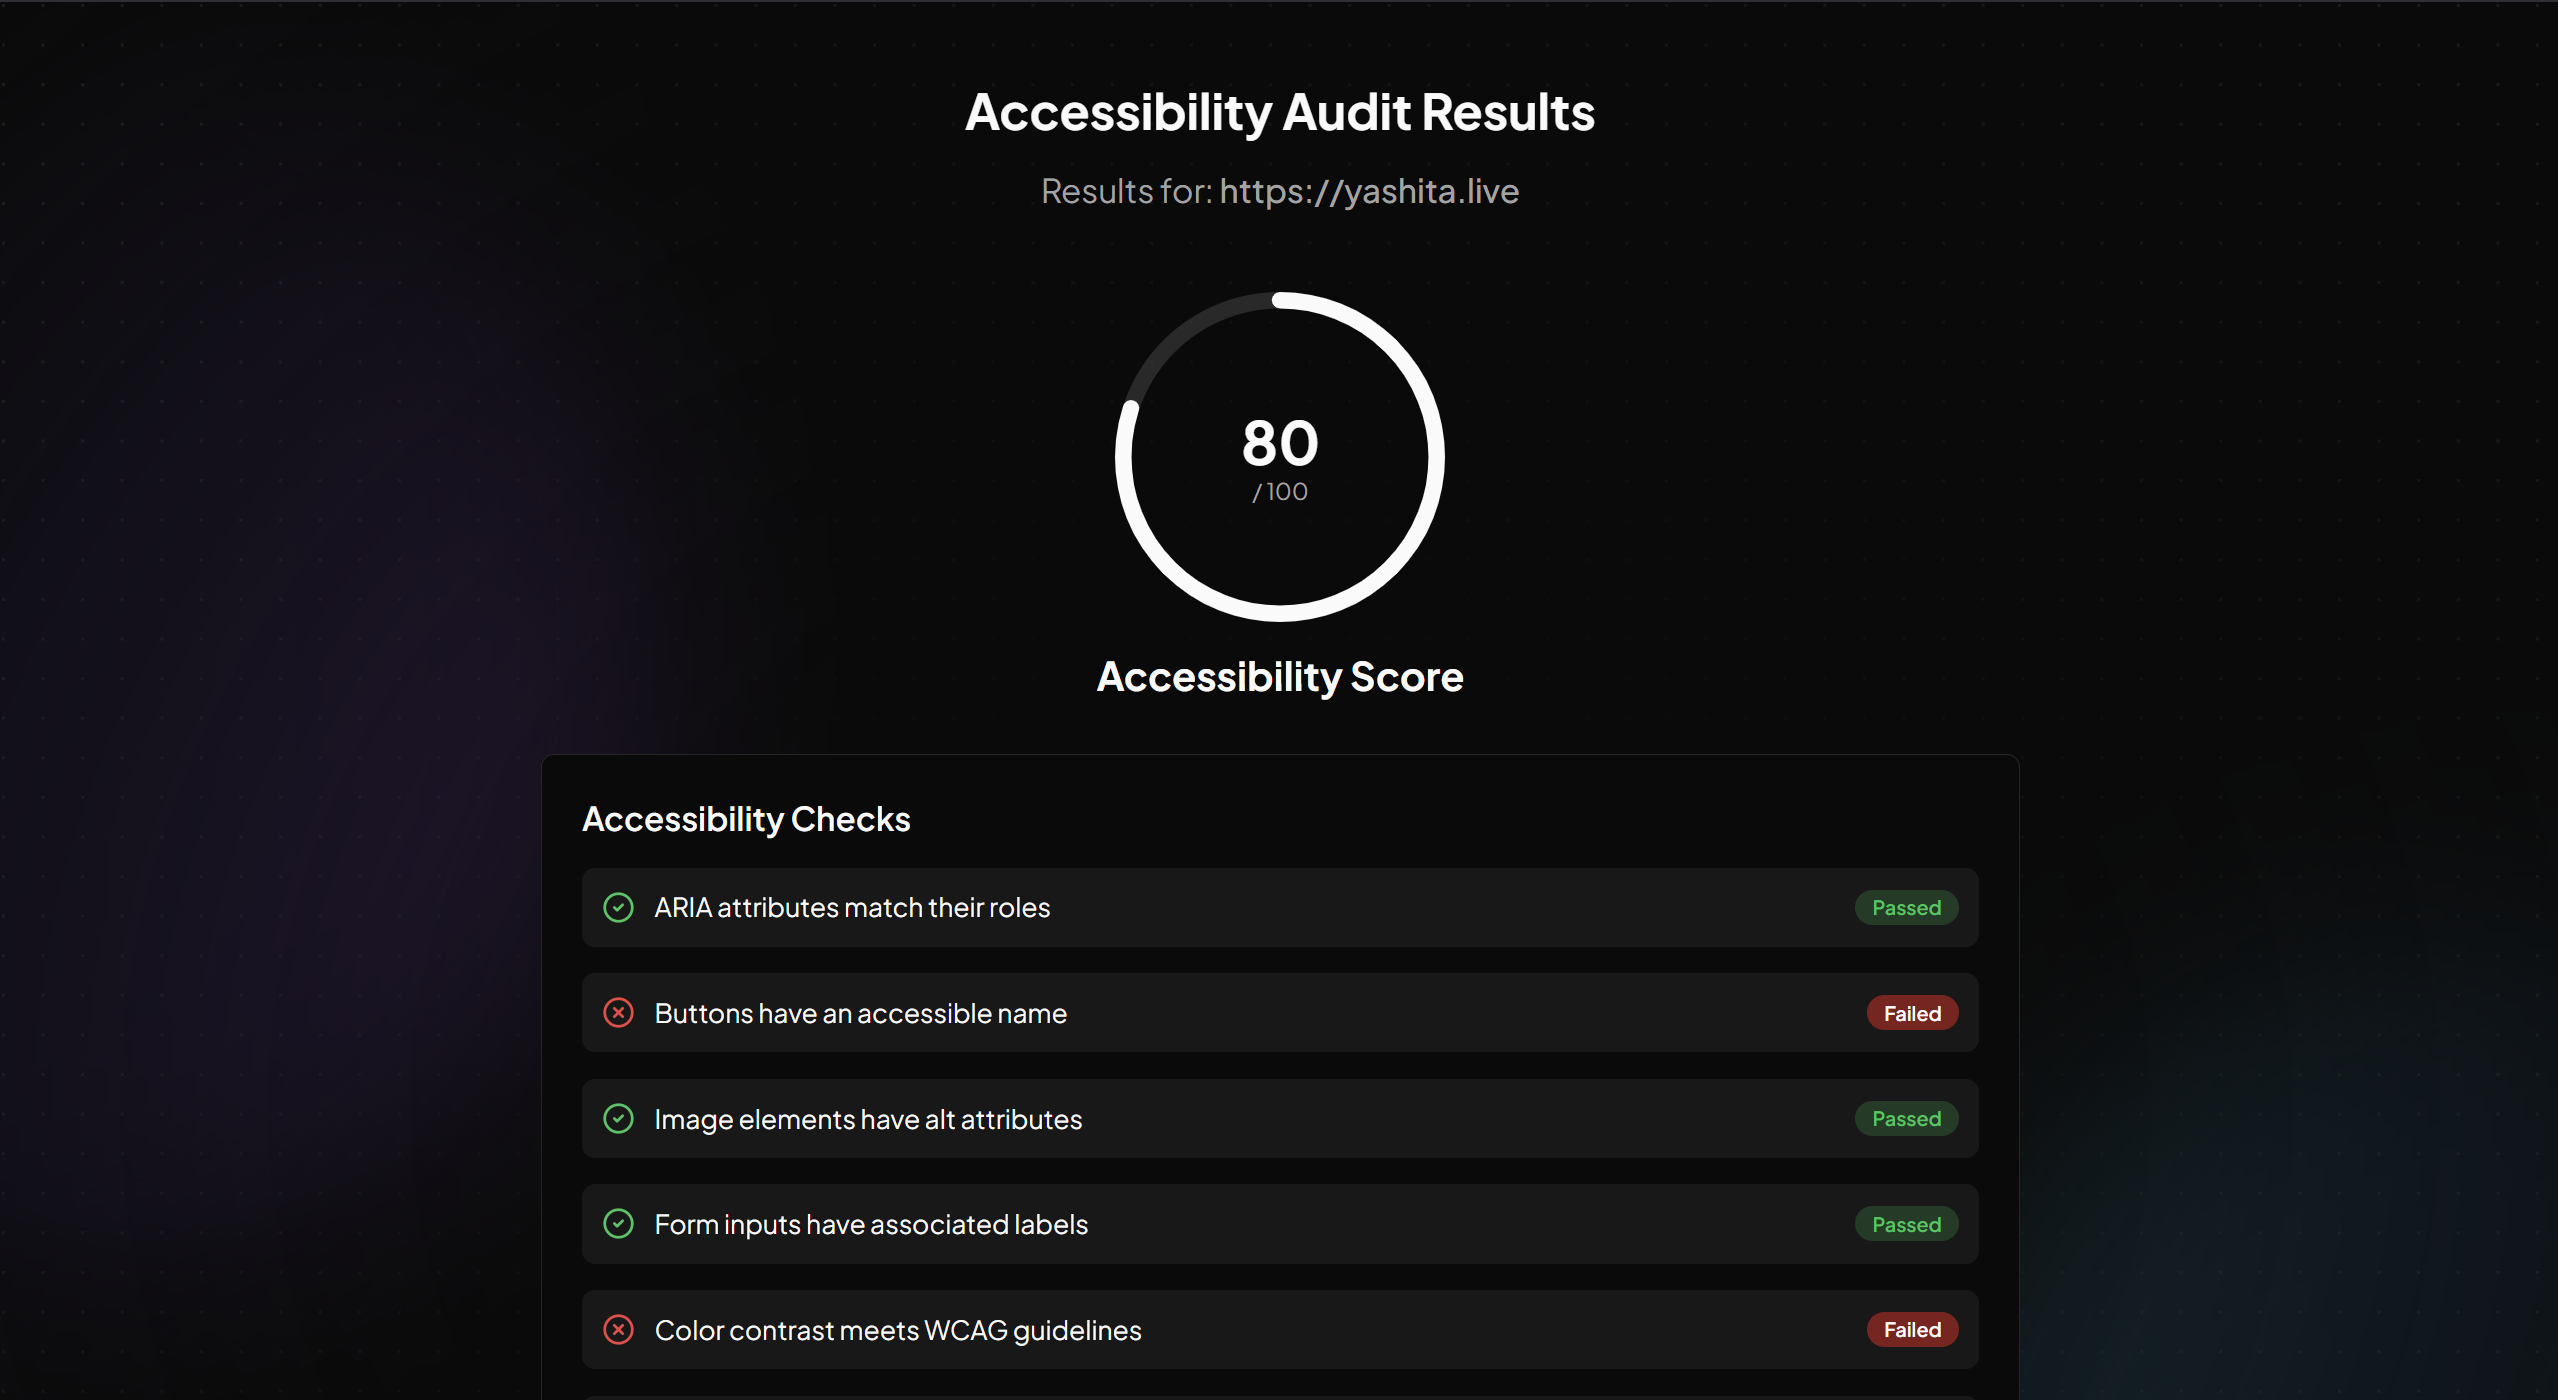 Accessibility Audit Results
Results for: https://yashita.live
80
/ 100
Accessibility Score
Accessibility Checks
ARIA attributes match their roles Passed
Buttons have an accessible name Failed
Image elements have alt attributes Passed
Form inputs have associated labels Passed
Color contrast meets WCAG guidelines Failed